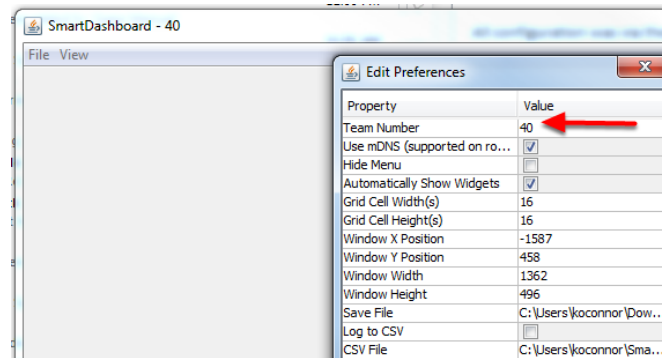 SmartDashboard - 40
File View
Edit Preferences
Property Value
Team Number 40
Use mDNS (supported on ro...
Hide Menu
Automatically Show Widgets
Grid Cell Width(s) 16
Grid Cell Height(s) 16
Window X Position -1587
Window Y Position 458
Window Width 1362
Window Height 496
Save File C:\Users\koconnor\Dow...
Log to CSV
CSV File C:\Users\koconnor\Sma...